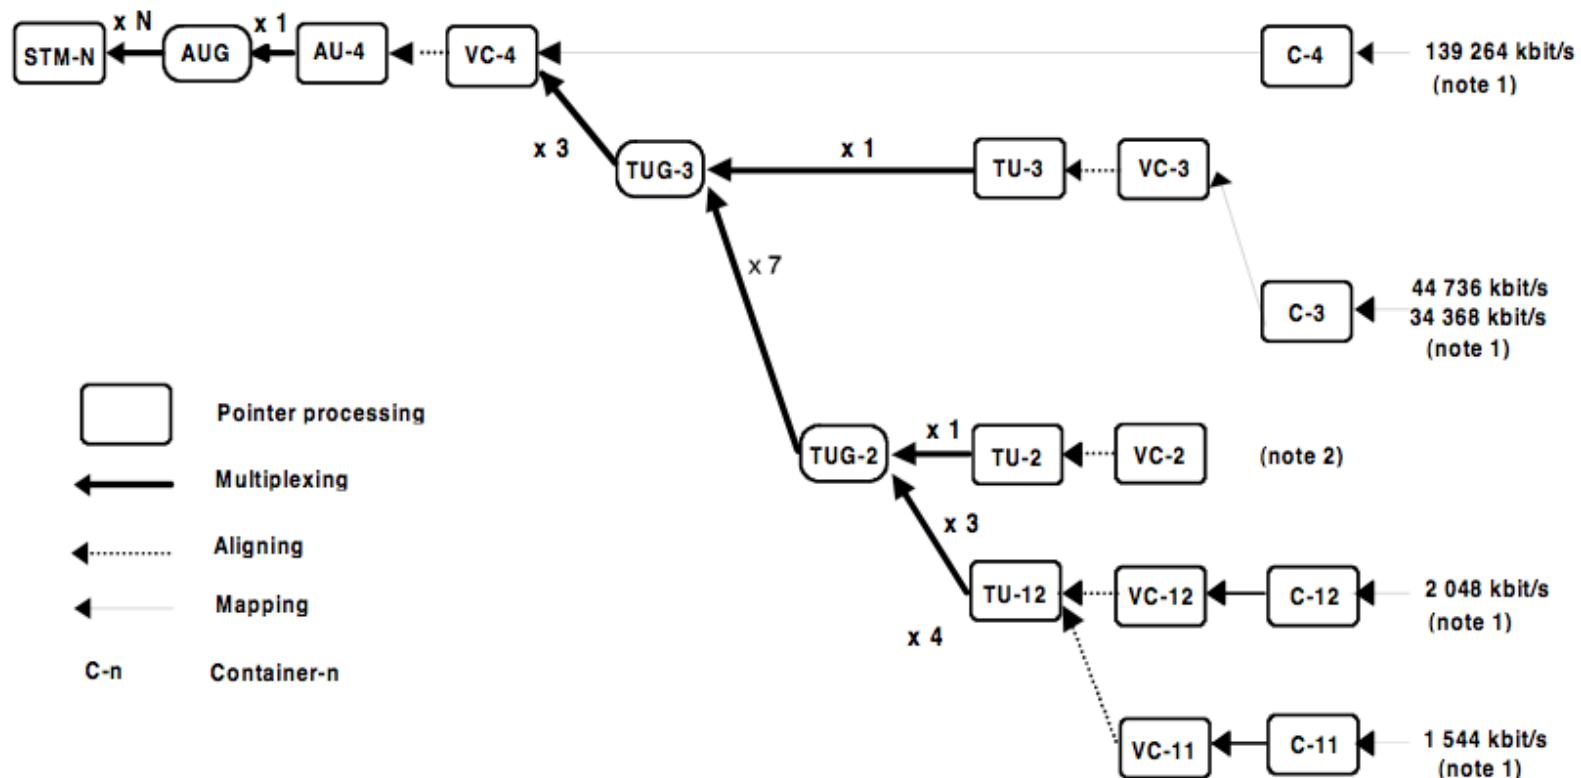 x N
x 1
STM-N
AUG
AU-4
VC-4
C-4
139 264 kbit/s
(note 1)
x 3
TUG-3
x 1
TU-3
VC-3
x 7
C-3
44 736 kbit/s
34 368 kbit/s
(note 1)
Pointer processing
TUG-2
x 1
TU-2
VC-2
(note 2)
Multiplexing
x 3
Aligning
TU-12
VC-12
C-12
2 048 kbit/s
(note 1)
Mapping
x 4
C-n Container-n
VC-11
C-11
1 544 kbit/s
(note 1)